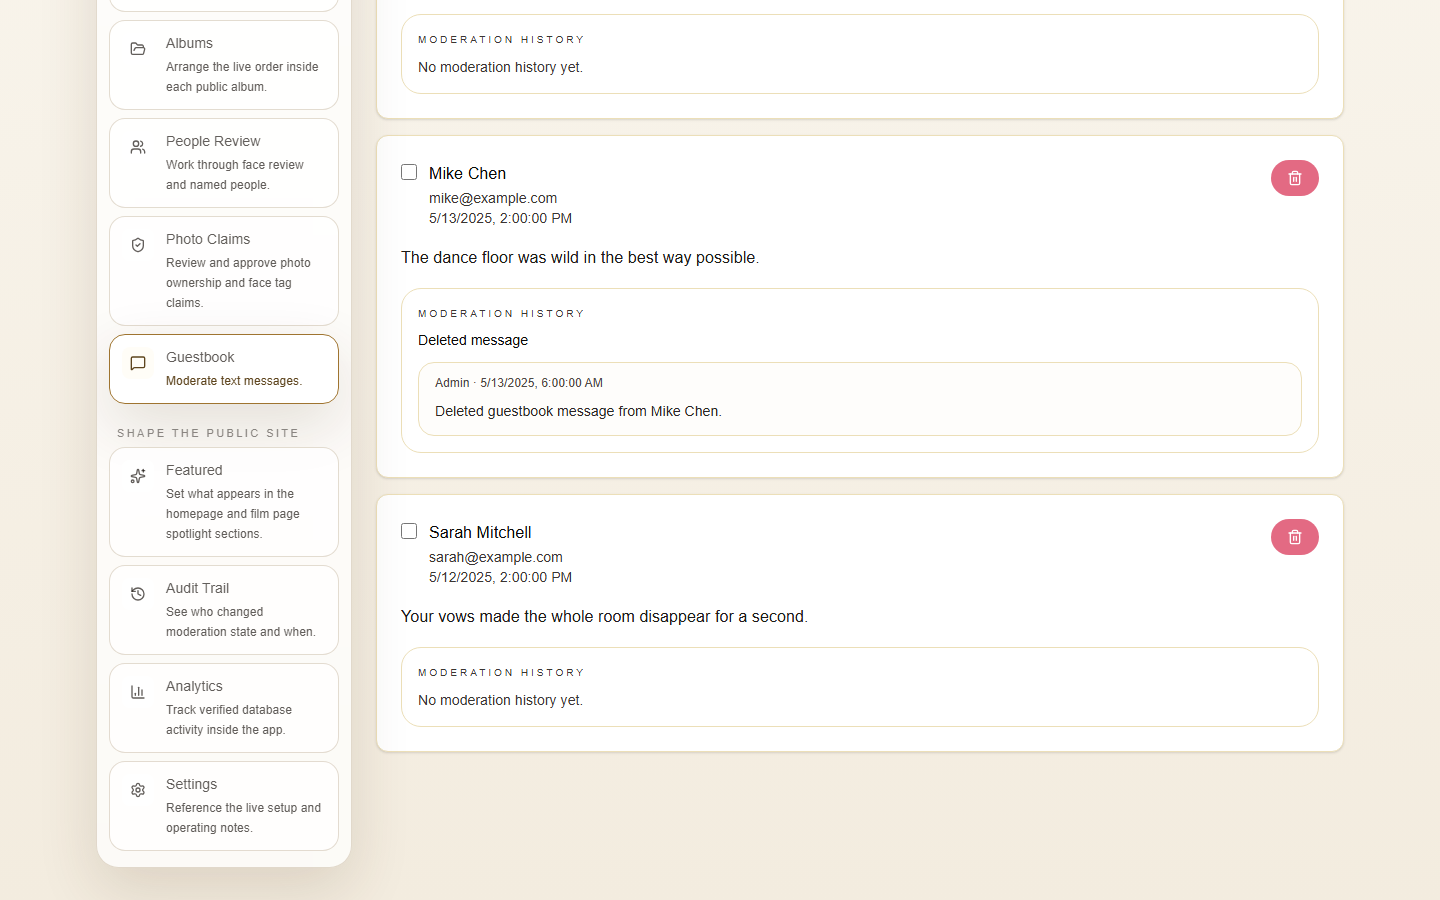 Albums
Arrange the live order inside
each public album.
People Review
Work through face review
and named people.
Photo Claims
Review and approve photo
ownership and face tag
claims.
Guestbook
Moderate text messages.
SHAPE THE PUBLIC SITE
Featured
Set what appears in the
homepage and film page
spotlight sections.
Audit Trail
See who changed
moderation state and when.
Analytics
Track verified database
activity inside the app.
Settings
Reference the live setup and
operating notes.
MODERATION HISTORY
No moderation history yet.
Mike Chen
mike@example.com
5/13/2025, 2:00:00 PM
The dance floor was wild in the best way possible.
MODERATION HISTORY
Deleted message
Admin · 5/13/2025, 6:00:00 AM
Deleted guestbook message from Mike Chen.
Sarah Mitchell
sarah@example.com
5/12/2025, 2:00:00 PM
Your vows made the whole room disappear for a second.
MODERATION HISTORY
No moderation history yet.